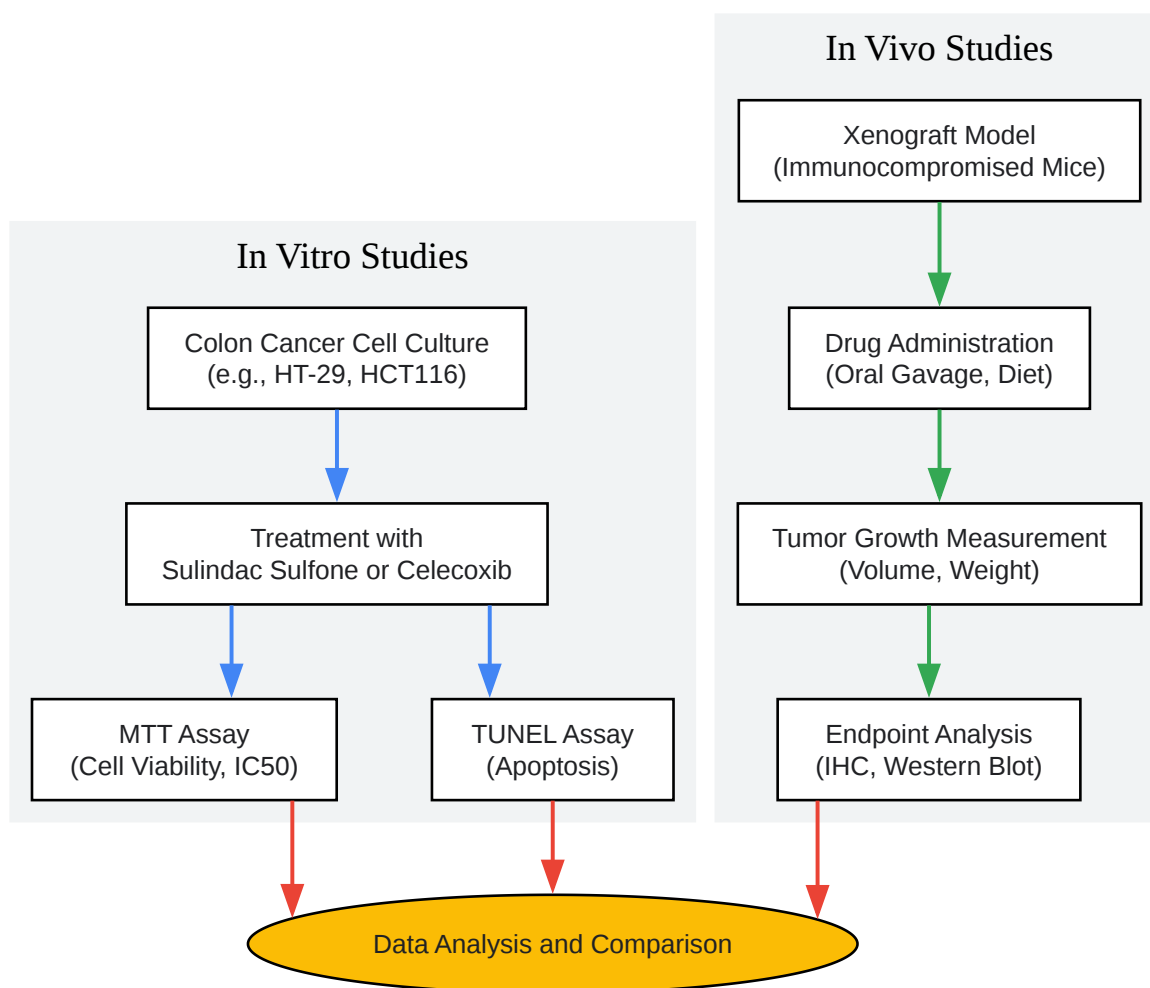 In Vitro Studies
Colon Cancer Cell Culture
(e.g., HT-29, HCT116)
Treatment with
Sulindac Sulfone or Celecoxib
MTT Assay
(Cell Viability, IC50)
TUNEL Assay
(Apoptosis)
In Vivo Studies
Xenograft Model
(Immunocompromised Mice)
Drug Administration
(Oral Gavage, Diet)
Tumor Growth Measurement
(Volume, Weight)
Endpoint Analysis
(IHC, Western Blot)
Data Analysis and Comparison